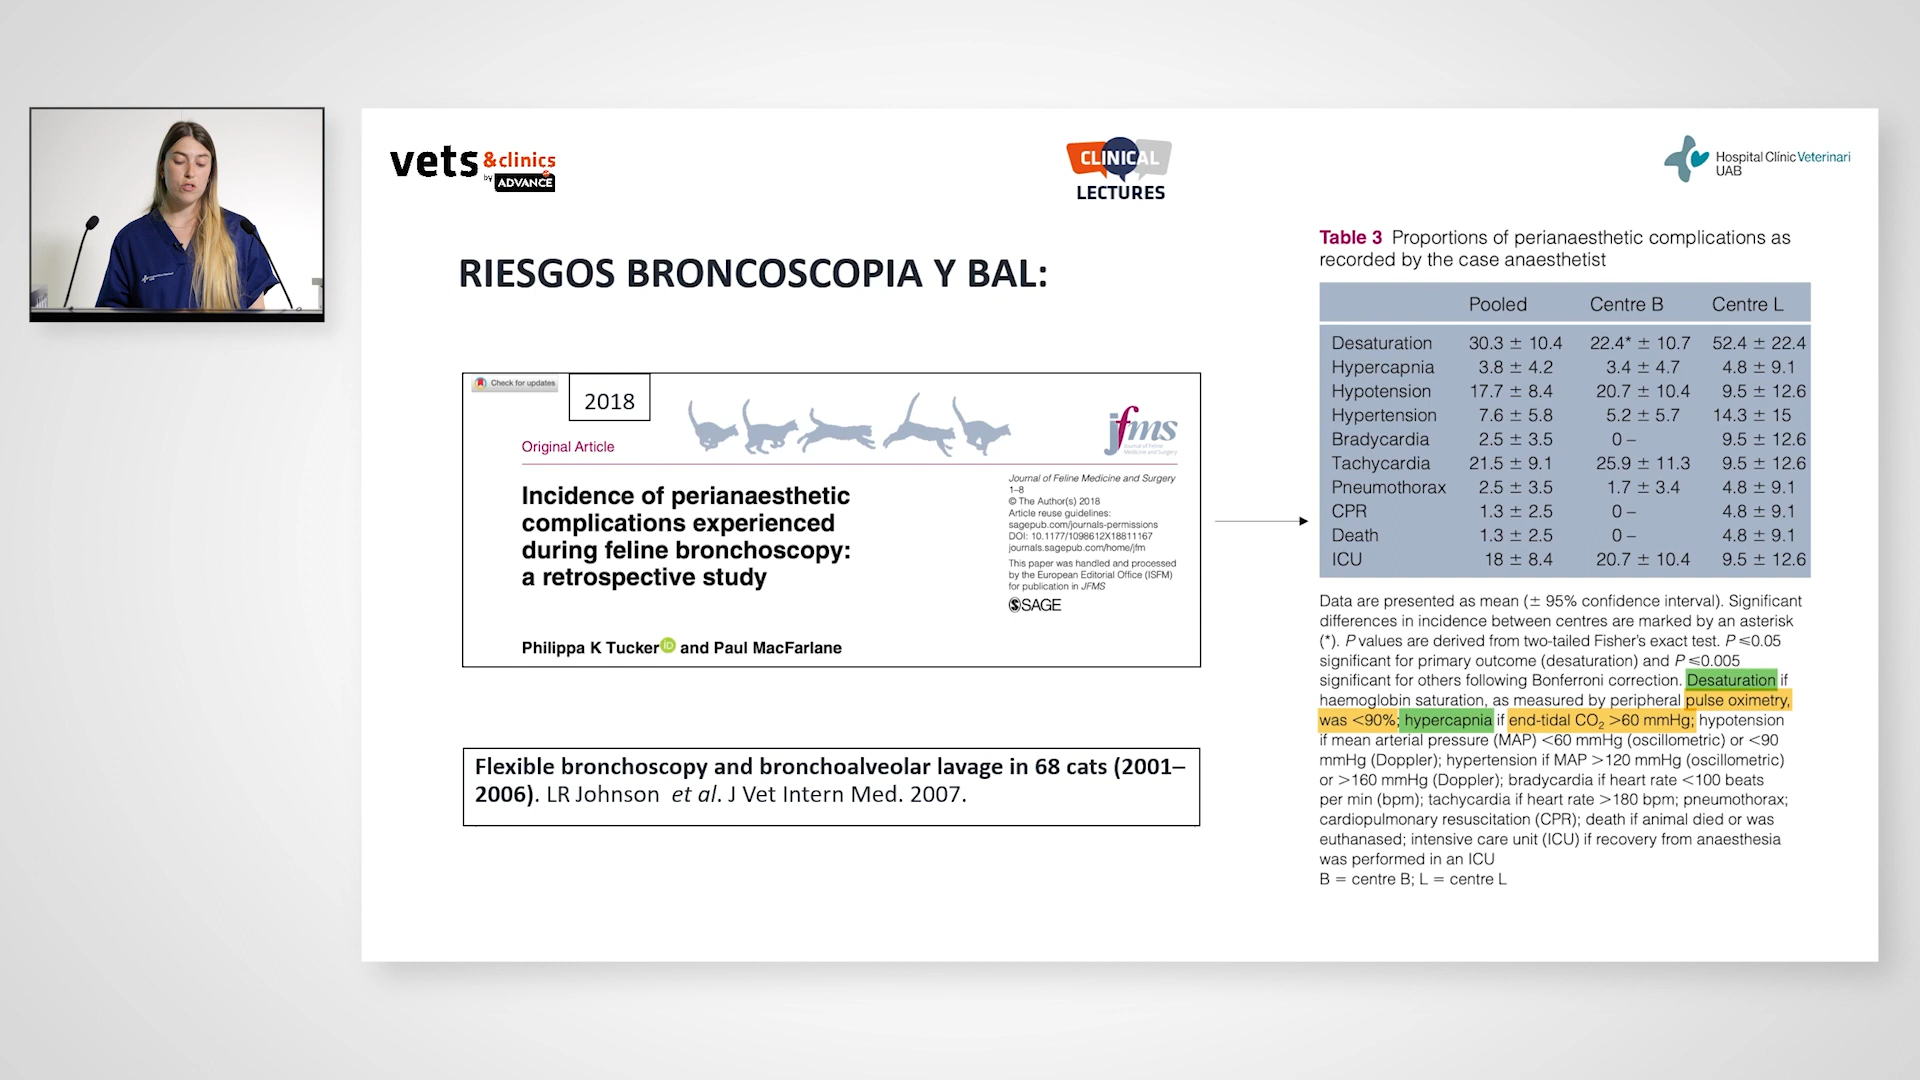 vets &clinics
by ADVANCE
CLINICAL
LECTURES
Hospital Clínic Veterinari
UAB
RIESGOS BRONCOSCOPIA Y BAL:
Check for updates
2018
Original Article
jfms
Journal of Feline
Medicine and Surgery
Incidence of perianaesthetic
complications experienced
during feline bronchoscopy:
a retrospective study
Journal of Feline Medicine and Surgery
1–8
© The Author(s) 2018
Article reuse guidelines:
sagepub.com/journals-permissions
DOI: 10.1177/1098612X18811167
journals.sagepub.com/home/jfm
This paper was handled and processed
by the European Editorial Office (ISFM)
for publication in JFMS
SAGE
Philippa K Tucker iD and Paul MacFarlane
Flexible bronchoscopy and bronchoalveolar lavage in 68 cats (2001–
2006). LR Johnson et al. J Vet Intern Med. 2007.
Table 3 Proportions of perianaesthetic complications as
recorded by the case anaesthetist
Pooled Centre B Centre L
Desaturation 30.3 ± 10.4 22.4* ± 10.7 52.4 ± 22.4
Hypercapnia 3.8 ± 4.2 3.4 ± 4.7 4.8 ± 9.1
Hypotension 17.7 ± 8.4 20.7 ± 10.4 9.5 ± 12.6
Hypertension 7.6 ± 5.8 5.2 ± 5.7 14.3 ± 15
Bradycardia 2.5 ± 3.5 0 – 9.5 ± 12.6
Tachycardia 21.5 ± 9.1 25.9 ± 11.3 9.5 ± 12.6
Pneumothorax 2.5 ± 3.5 1.7 ± 3.4 4.8 ± 9.1
CPR 1.3 ± 2.5 0 – 4.8 ± 9.1
Death 1.3 ± 2.5 0 – 4.8 ± 9.1
ICU 18 ± 8.4 20.7 ± 10.4 9.5 ± 12.6
Data are presented as mean (± 95% confidence interval). Significant
differences in incidence between centres are marked by an asterisk
(*). P values are derived from two-tailed Fisher's exact test. P ⩽0.05
significant for primary outcome (desaturation) and P ⩽0.005
significant for others following Bonferroni correction. Desaturation if
haemoglobin saturation, as measured by peripheral pulse oximetry,
was <90%; hypercapnia if end-tidal CO₂ >60 mmHg; hypotension
if mean arterial pressure (MAP) <60 mmHg (oscillometric) or <90
mmHg (Doppler); hypertension if MAP >120 mmHg (oscillometric)
or >160 mmHg (Doppler); bradycardia if heart rate <100 beats
per min (bpm); tachycardia if heart rate >180 bpm; pneumothorax;
cardiopulmonary resuscitation (CPR); death if animal died or was
euthanased; intensive care unit (ICU) if recovery from anaesthesia
was performed in an ICU
B = centre B; L = centre L